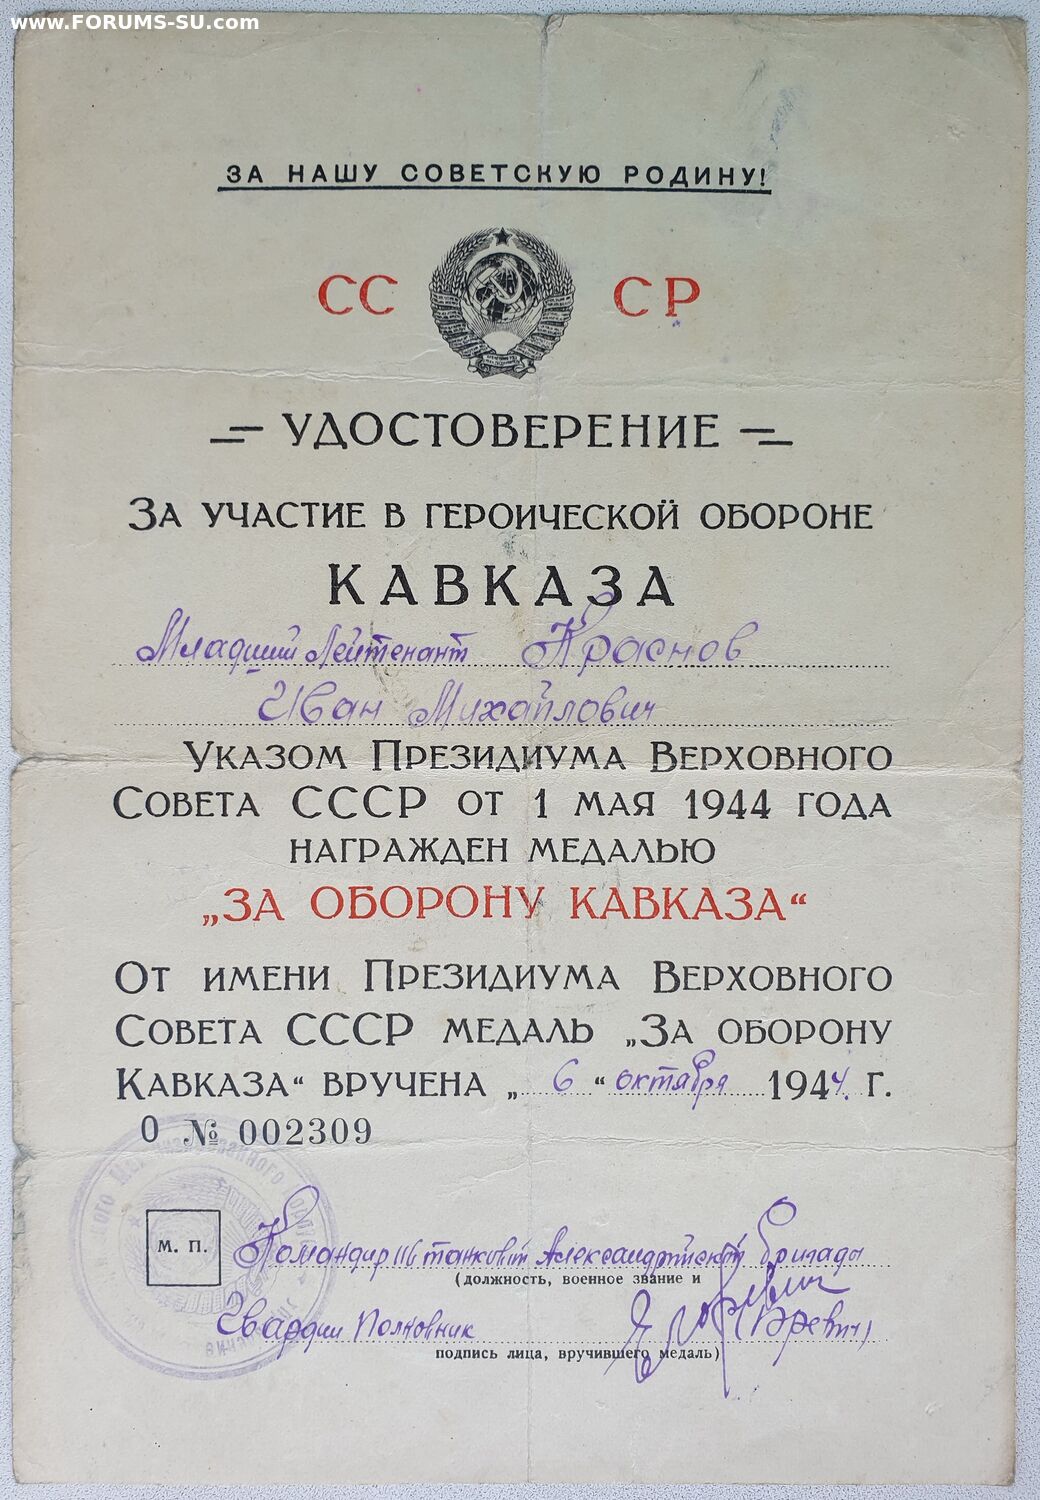 www.FORUMS-SU.com
ЗА НАШУ СОВЕТСКУЮ РОДИНУ!
СС СР
УДОСТОВЕРЕНИЕ
ЗА УЧАСТИЕ В ГЕРОИЧЕСКОЙ ОБОРОНЕ
КАВКАЗА
Младший Лейтенант Краснов
Иван Михайлович
УКАЗОМ ПРЕЗИДИУМА ВЕРХОВНОГО
СОВЕТА СССР ОТ 1 МАЯ 1944 ГОДА
НАГРАЖДЕН МЕДАЛЬЮ
„ЗА ОБОРОНУ КАВКАЗА“
ОТ ИМЕНИ ПРЕЗИДИУМА ВЕРХОВНОГО
СОВЕТА СССР МЕДАЛЬ „ЗА ОБОРОНУ
КАВКАЗА“ ВРУЧЕНА „6“ октября 1944 г.
О № 002309
М. П.
Командир танковой Александрийской бригады
(должность, военное звание и
Гвардии Полковник
подпись лица, вручившего медаль)